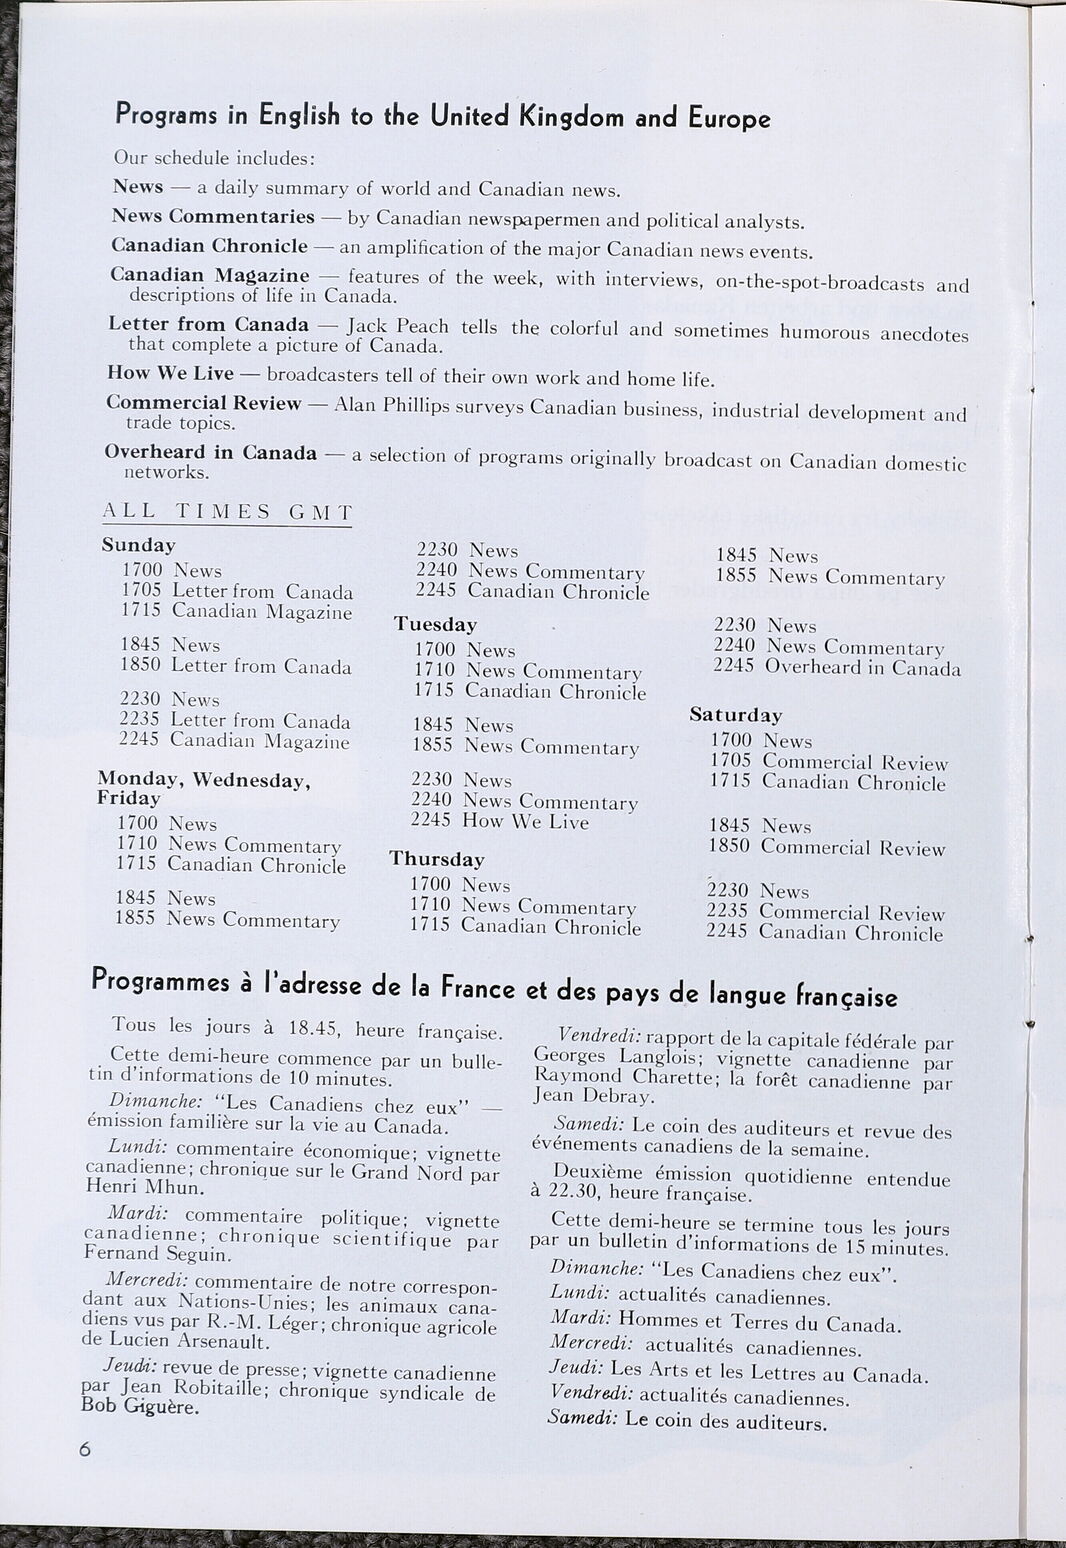 Programs in English to the United Kingdom and Europe
Our schedule includes:
News — a daily summary of world and Canadian news.
News Commentaries — by Canadian newspapermen and political analysts.
Canadian Chronicle — an amplification of the major Canadian news events.
Canadian Magazine — features of the week, with interviews, on-the-spot-broadcasts and
descriptions of life in Canada.
Letter from Canada — Jack Peach tells the colorful and sometimes humorous anecdotes
that complete a picture of Canada.
How We Live — broadcasters tell of their own work and home life.
Commercial Review — Alan Phillips surveys Canadian business, industrial development and
trade topics.
Overheard in Canada — a selection of programs originally broadcast on Canadian domestic
networks.
ALL TIMES GMT
Sunday
1700 News
1705 Letter from Canada
1715 Canadian Magazine
1845 News
1850 Letter from Canada
2230 News
2235 Letter from Canada
2245 Canadian Magazine
Monday, Wednesday,
Friday
1700 News
1710 News Commentary
1715 Canadian Chronicle
1845 News
1855 News Commentary
2230 News
2240 News Commentary
2245 Canadian Chronicle
Tuesday
1700 News
1710 News Commentary
1715 Canadian Chronicle
1845 News
1855 News Commentary
2230 News
2240 News Commentary
2245 How We Live
Thursday
1700 News
1710 News Commentary
1715 Canadian Chronicle
1845 News
1855 News Commentary
2230 News
2240 News Commentary
2245 Overheard in Canada
Saturday
1700 News
1705 Commercial Review
1715 Canadian Chronicle
1845 News
1850 Commercial Review
2230 News
2235 Commercial Review
2245 Canadian Chronicle
Programmes à l'adresse de la France et des pays de langue française
Tous les jours à 18.45, heure française.
Cette demi-heure commence par un bulle-
tin d'informations de 10 minutes.
Dimanche: "Les Canadiens chez eux" —
émission familière sur la vie au Canada.
Lundi: commentaire économique; vignette
canadienne; chronique sur le Grand Nord par
Henri Mhun.
Mardi: commentaire politique; vignette
canadienne; chronique scientifique par
Fernand Seguin.
Mercredi: commentaire de notre correspon-
dant aux Nations-Unies; les animaux cana-
diens vus par R.-M. Léger; chronique agricole
de Lucien Arsenault.
Jeudi: revue de presse; vignette canadienne
par Jean Robitaille; chronique syndicale de
Bob Giguère.
Vendredi: rapport de la capitale fédérale par
Georges Langlois; vignette canadienne par
Raymond Charette; la forêt canadienne par
Jean Debray.
Samedi: Le coin des auditeurs et revue des
événements canadiens de la semaine.
Deuxième émission quotidienne entendue
à 22.30, heure française.
Cette demi-heure se termine tous les jours
par un bulletin d'informations de 15 minutes.
Dimanche: "Les Canadiens chez eux".
Lundi: actualités canadiennes.
Mardi: Hommes et Terres du Canada.
Mercredi: actualités canadiennes.
Jeudi: Les Arts et les Lettres au Canada.
Vendredi: actualités canadiennes.
Samedi: Le coin des auditeurs.
6